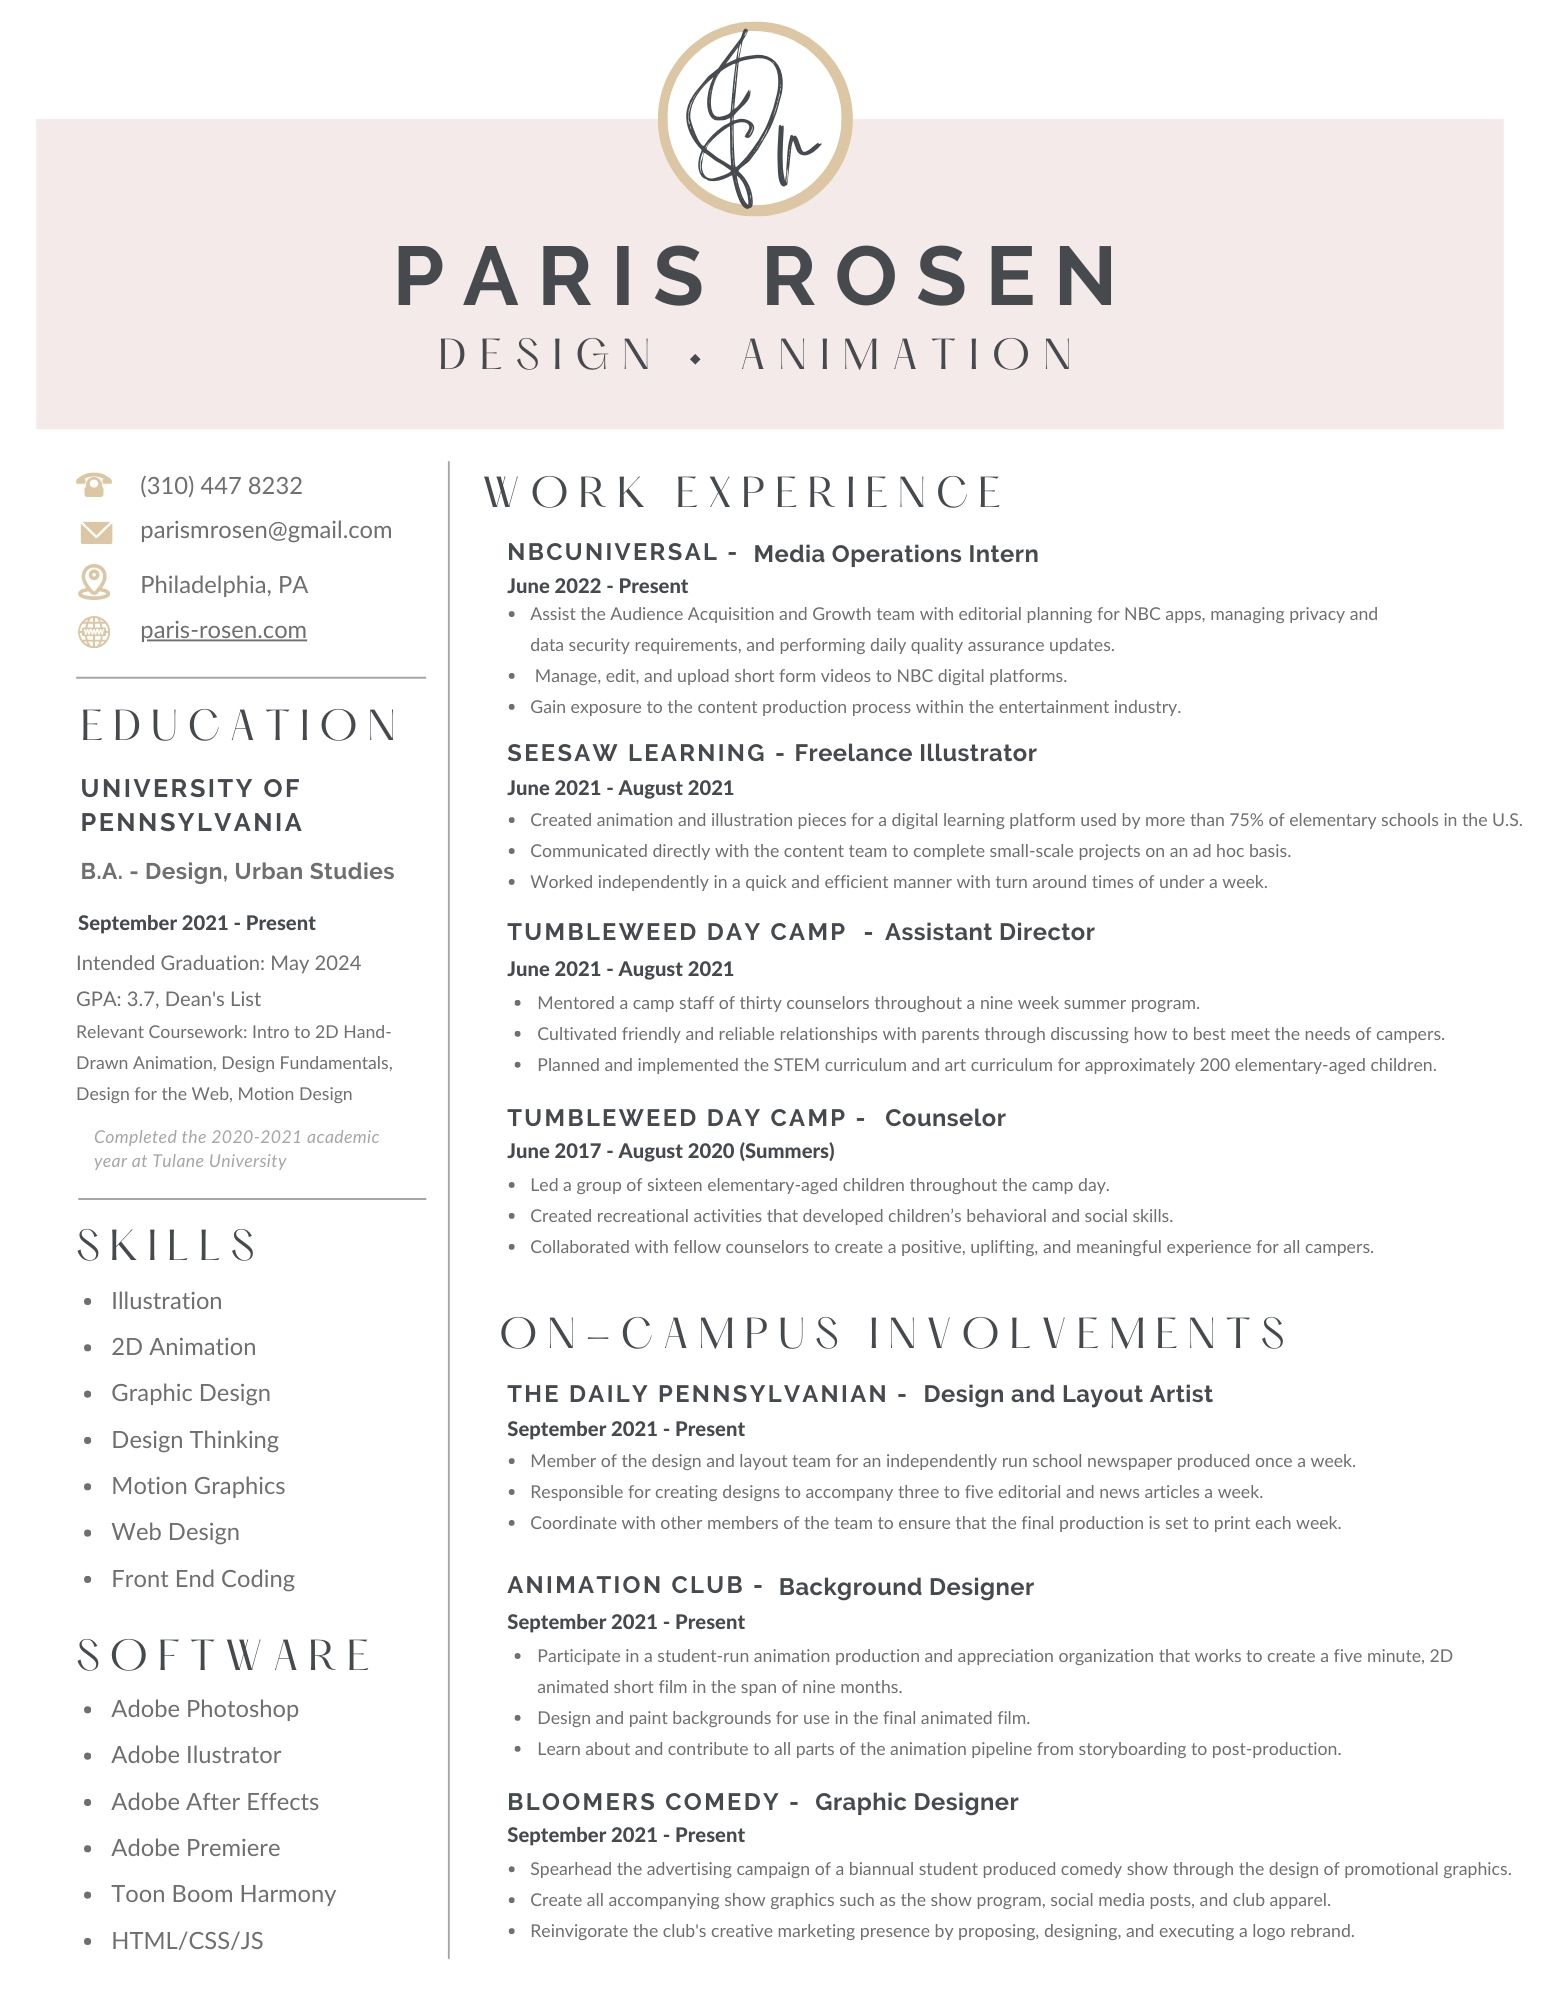 PARIS ROSEN
DESIGN • ANIMATION
(310) 447 8232
parismrosen@gmail.com
Philadelphia, PA
paris-rosen.com
EDUCATION
UNIVERSITY OF
PENNSYLVANIA
B.A. - Design, Urban Studies
September 2021 - Present
Intended Graduation: May 2024
GPA: 3.7, Dean's List
Relevant Coursework: Intro to 2D Hand-
Drawn Animation, Design Fundamentals,
Design for the Web, Motion Design
Completed the 2020-2021 academic
year at Tulane University
SKILLS
• Illustration
• 2D Animation
• Graphic Design
• Design Thinking
• Motion Graphics
• Web Design
• Front End Coding
SOFTWARE
• Adobe Photoshop
• Adobe Ilustrator
• Adobe After Effects
• Adobe Premiere
• Toon Boom Harmony
• HTML/CSS/JS
WORK EXPERIENCE
NBCUNIVERSAL - Media Operations Intern
June 2022 - Present
• Assist the Audience Acquisition and Growth team with editorial planning for NBC apps, managing privacy and
data security requirements, and performing daily quality assurance updates.
• Manage, edit, and upload short form videos to NBC digital platforms.
• Gain exposure to the content production process within the entertainment industry.
SEESAW LEARNING - Freelance Illustrator
June 2021 - August 2021
• Created animation and illustration pieces for a digital learning platform used by more than 75% of elementary schools in the U.S.
• Communicated directly with the content team to complete small-scale projects on an ad hoc basis.
• Worked independently in a quick and efficient manner with turn around times of under a week.
TUMBLEWEED DAY CAMP - Assistant Director
June 2021 - August 2021
• Mentored a camp staff of thirty counselors throughout a nine week summer program.
• Cultivated friendly and reliable relationships with parents through discussing how to best meet the needs of campers.
• Planned and implemented the STEM curriculum and art curriculum for approximately 200 elementary-aged children.
TUMBLEWEED DAY CAMP - Counselor
June 2017 - August 2020 (Summers)
• Led a group of sixteen elementary-aged children throughout the camp day.
• Created recreational activities that developed children's behavioral and social skills.
• Collaborated with fellow counselors to create a positive, uplifting, and meaningful experience for all campers.
ON-CAMPUS INVOLVEMENTS
THE DAILY PENNSYLVANIAN - Design and Layout Artist
September 2021 - Present
• Member of the design and layout team for an independently run school newspaper produced once a week.
• Responsible for creating designs to accompany three to five editorial and news articles a week.
• Coordinate with other members of the team to ensure that the final production is set to print each week.
ANIMATION CLUB - Background Designer
September 2021 - Present
• Participate in a student-run animation production and appreciation organization that works to create a five minute, 2D
animated short film in the span of nine months.
• Design and paint backgrounds for use in the final animated film.
• Learn about and contribute to all parts of the animation pipeline from storyboarding to post-production.
BLOOMERS COMEDY - Graphic Designer
September 2021 - Present
• Spearhead the advertising campaign of a biannual student produced comedy show through the design of promotional graphics.
• Create all accompanying show graphics such as the show program, social media posts, and club apparel.
• Reinvigorate the club's creative marketing presence by proposing, designing, and executing a logo rebrand.